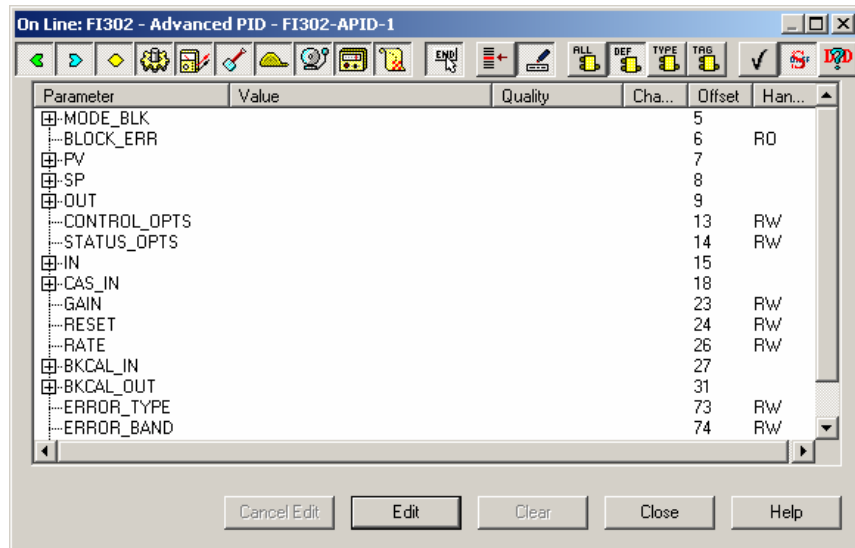 On Line: FI302 - Advanced PID - FI302-APID-1
END ALL DEF TYPE TAG
Parameter Value Quality Cha... Offset Han...
MODE_BLK 5
BLOCK_ERR 6 RO
PV 7
SP 8
OUT 9
CONTROL_OPTS 13 RW
STATUS_OPTS 14 RW
IN 15
CAS_IN 18
GAIN 23 RW
RESET 24 RW
RATE 26 RW
BKCAL_IN 27
BKCAL_OUT 31
ERROR_TYPE 73 RW
ERROR_BAND 74 RW
Cancel Edit Edit Clear Close Help